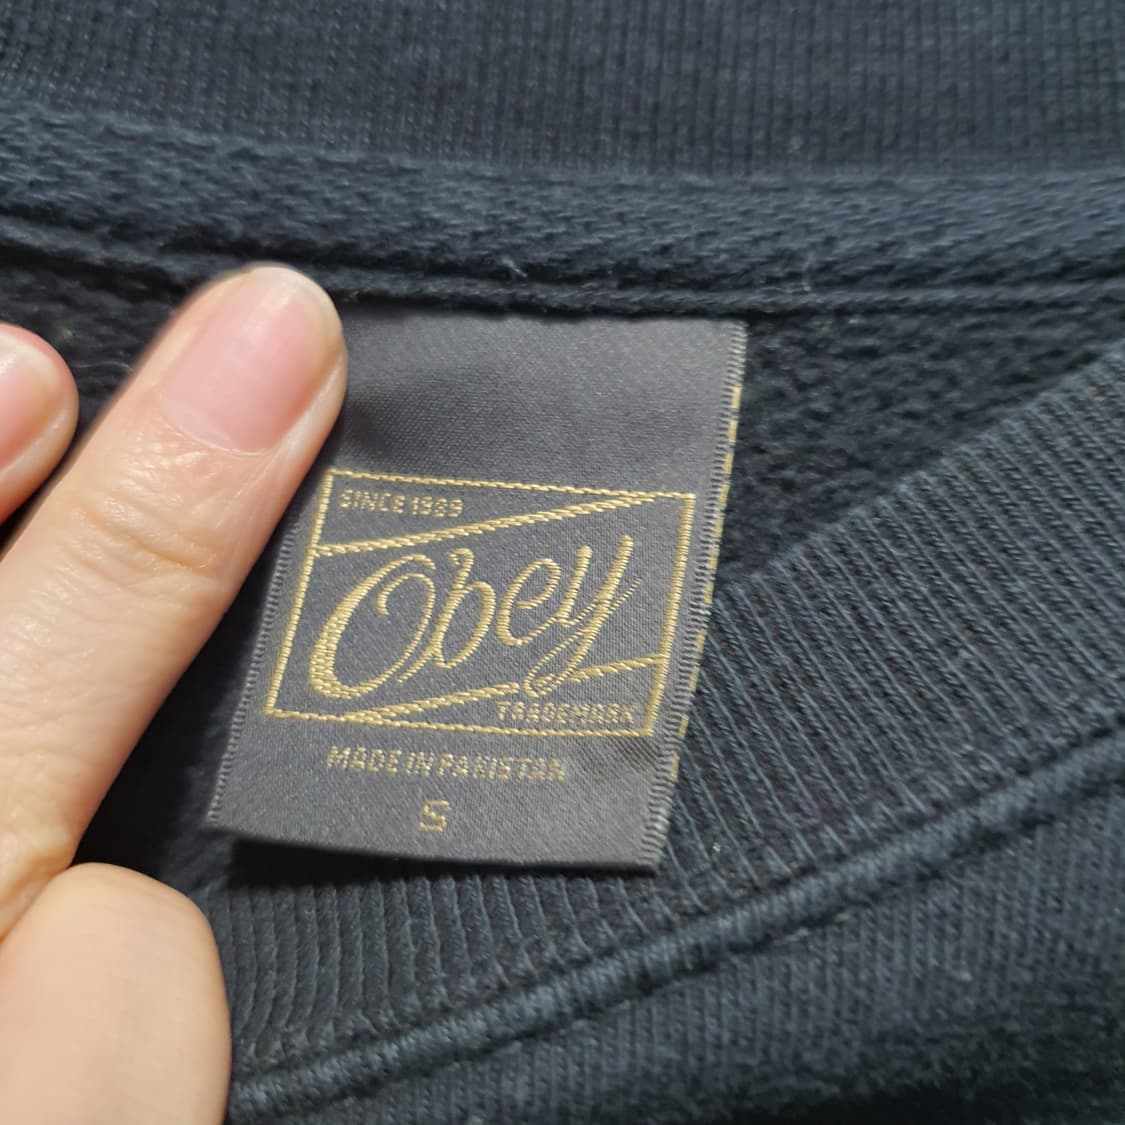 SINCE 1989
Obey
TRADEMARK
MADE IN PAKISTAN
S